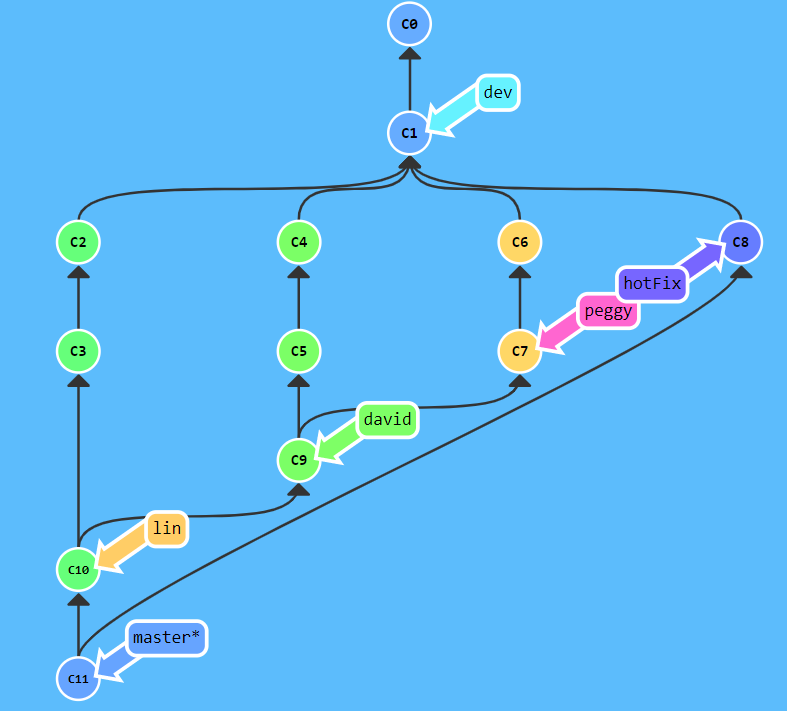 C0
dev
C1
C2
C4
C6
C8
hotFix
peggy
C3
C5
C7
david
C9
lin
C10
master*
C11